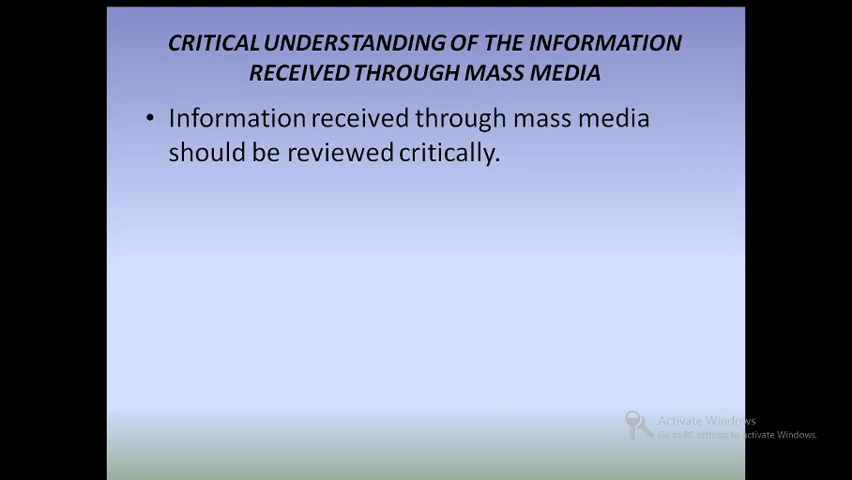 CRITICAL UNDERSTANDING OF THE INFORMATION
RECEIVED THROUGH MASS MEDIA
• Information received through mass media
should be reviewed critically.
Activate Windows
Go to PC settings to activate Windows.